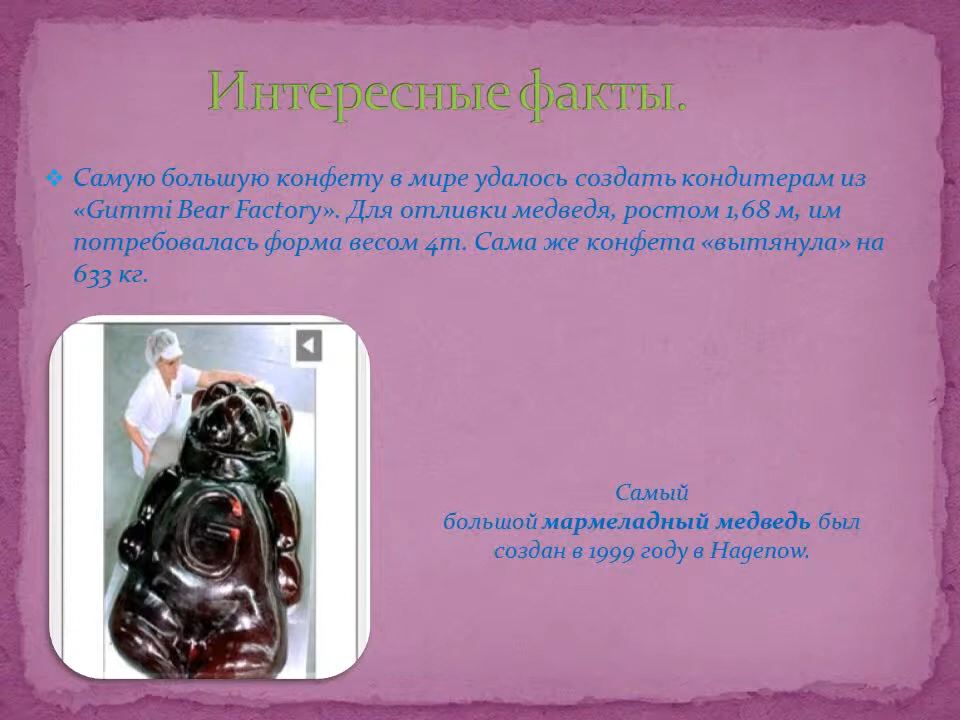 Интересные факты.
Самую большую конфету в мире удалось создать кондитерам из
«Gummi Bear Factory». Для отливки медведя, ростом 1,68 м, им
потребовалась форма весом 4т. Сама же конфета «вытянула» на
633 кг.
G
Самый
большой мармеладный медведь был
создан в 1999 году в Hagenow.